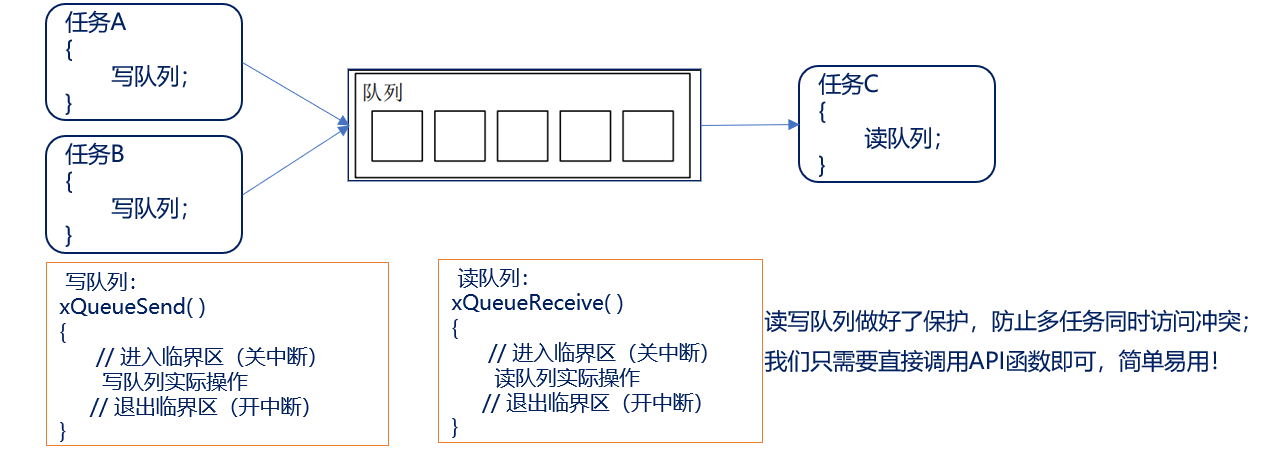 任务A
{
写队列；
}
任务B
{
写队列；
}
队列
任务C
{
读队列；
}
写队列：
xQueueSend( )
{
// 进入临界区（关中断）
写队列实际操作
// 退出临界区（开中断）
}
读队列：
xQueueReceive( )
{
// 进入临界区（关中断）
读队列实际操作
// 退出临界区（开中断）
}
读写队列做好了保护，防止多任务同时访问冲突；
我们只需要直接调用API函数即可，简单易用！